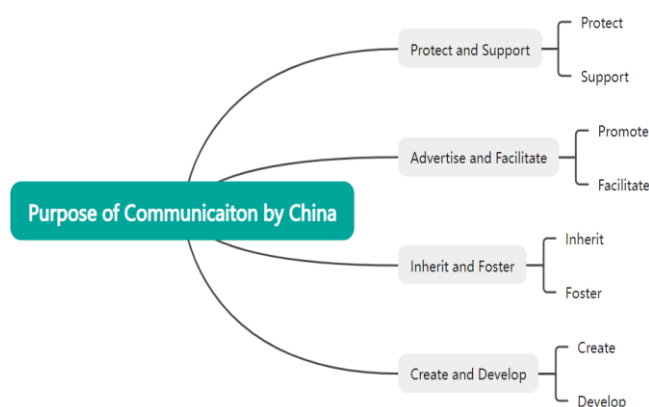 Purpose of Communicaiton by China
Protect and Support
Protect
Support
Advertise and Facilitate
Promote
Facilitate
Inherit and Foster
Inherit
Foster
Create and Develop
Create
Develop